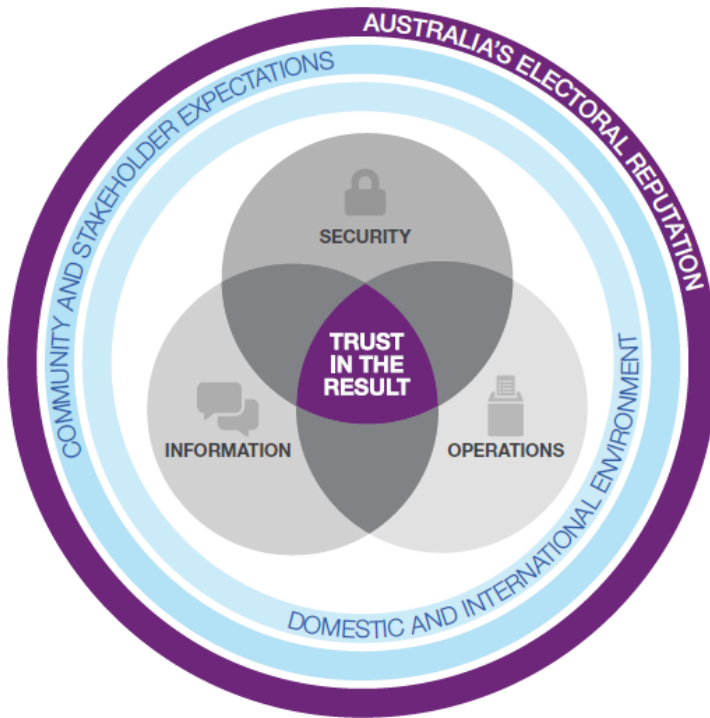 AUSTRALIA'S ELECTORAL REPUTATION
COMMUNITY AND STAKEHOLDER EXPECTATIONS
SECURITY
TRUST
IN THE
RESULT
INFORMATION
OPERATIONS
DOMESTIC AND INTERNATIONAL ENVIRONMENT